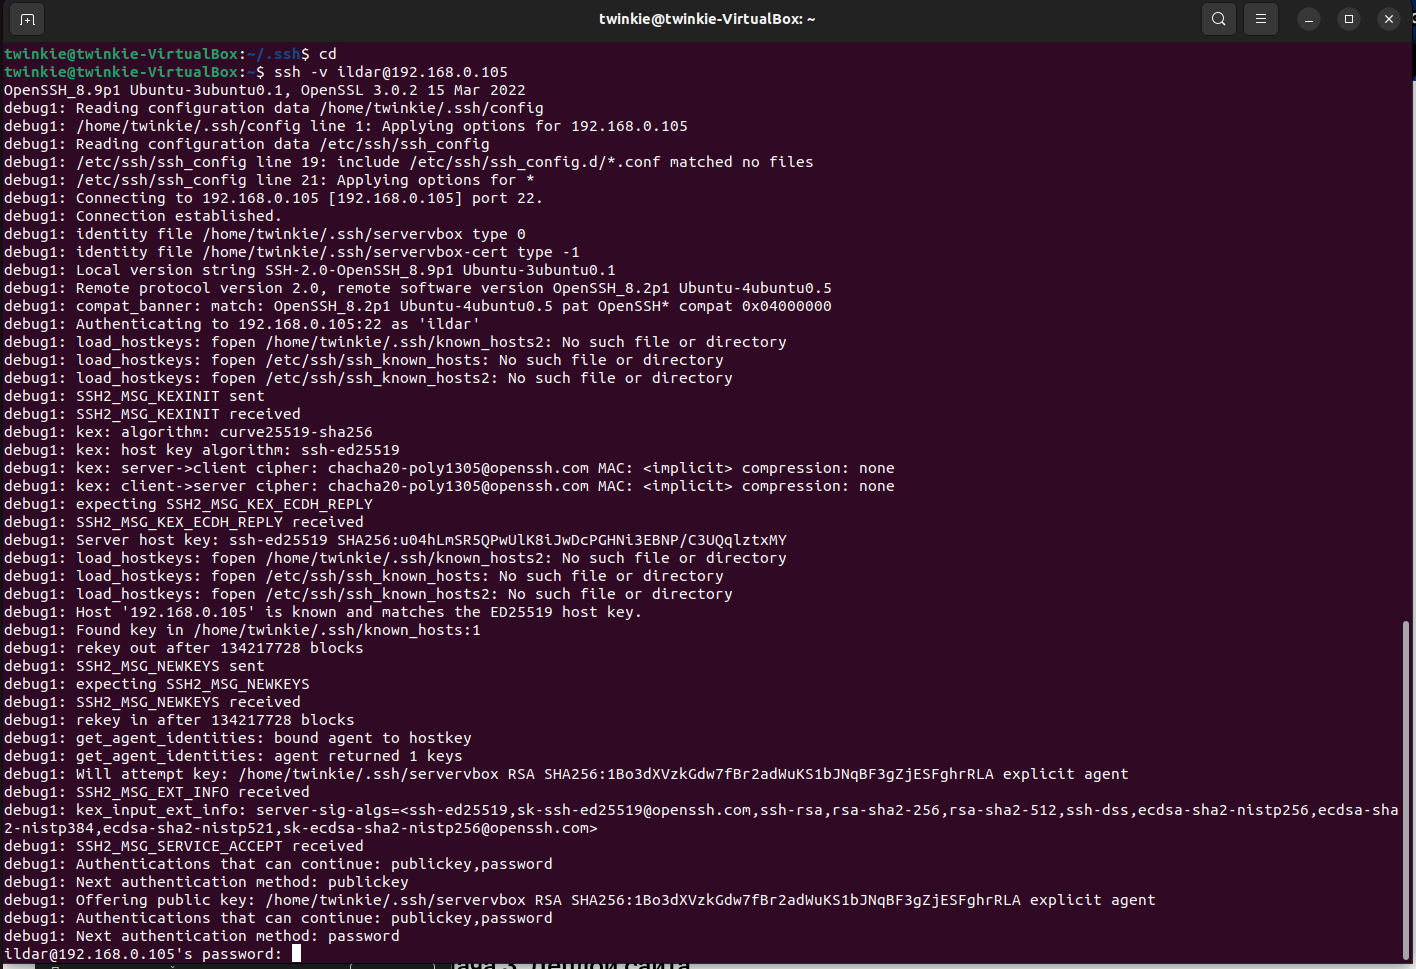 twinkie@twinkie-VirtualBox: ~
twinkie@twinkie-VirtualBox:~/.ssh$ cd
twinkie@twinkie-VirtualBox:~$ ssh -v ildar@192.168.0.105
OpenSSH_8.9p1 Ubuntu-3ubuntu0.1, OpenSSL 3.0.2 15 Mar 2022
debug1: Reading configuration data /home/twinkie/.ssh/config
debug1: /home/twinkie/.ssh/config line 1: Applying options for 192.168.0.105
debug1: Reading configuration data /etc/ssh/ssh_config
debug1: /etc/ssh/ssh_config line 19: include /etc/ssh/ssh_config.d/*.conf matched no files
debug1: /etc/ssh/ssh_config line 21: Applying options for *
debug1: Connecting to 192.168.0.105 [192.168.0.105] port 22.
debug1: Connection established.
debug1: identity file /home/twinkie/.ssh/servervbox type 0
debug1: identity file /home/twinkie/.ssh/servervbox-cert type -1
debug1: Local version string SSH-2.0-OpenSSH_8.9p1 Ubuntu-3ubuntu0.1
debug1: Remote protocol version 2.0, remote software version OpenSSH_8.2p1 Ubuntu-4ubuntu0.5
debug1: compat_banner: match: OpenSSH_8.2p1 Ubuntu-4ubuntu0.5 pat OpenSSH* compat 0x04000000
debug1: Authenticating to 192.168.0.105:22 as 'ildar'
debug1: load_hostkeys: fopen /home/twinkie/.ssh/known_hosts2: No such file or directory
debug1: load_hostkeys: fopen /etc/ssh/ssh_known_hosts: No such file or directory
debug1: load_hostkeys: fopen /etc/ssh/ssh_known_hosts2: No such file or directory
debug1: SSH2_MSG_KEXINIT sent
debug1: SSH2_MSG_KEXINIT received
debug1: kex: algorithm: curve25519-sha256
debug1: kex: host key algorithm: ssh-ed25519
debug1: kex: server->client cipher: chacha20-poly1305@openssh.com MAC: <implicit> compression: none
debug1: kex: client->server cipher: chacha20-poly1305@openssh.com MAC: <implicit> compression: none
debug1: expecting SSH2_MSG_KEX_ECDH_REPLY
debug1: SSH2_MSG_KEX_ECDH_REPLY received
debug1: Server host key: ssh-ed25519 SHA256:u04hLmSR5QPwUlK8iJwDcPGHNi3EBNP/C3UQqlztxMY
debug1: load_hostkeys: fopen /home/twinkie/.ssh/known_hosts2: No such file or directory
debug1: load_hostkeys: fopen /etc/ssh/ssh_known_hosts: No such file or directory
debug1: load_hostkeys: fopen /etc/ssh/ssh_known_hosts2: No such file or directory
debug1: Host '192.168.0.105' is known and matches the ED25519 host key.
debug1: Found key in /home/twinkie/.ssh/known_hosts:1
debug1: rekey out after 134217728 blocks
debug1: SSH2_MSG_NEWKEYS sent
debug1: expecting SSH2_MSG_NEWKEYS
debug1: SSH2_MSG_NEWKEYS received
debug1: rekey in after 134217728 blocks
debug1: get_agent_identities: bound agent to hostkey
debug1: get_agent_identities: agent returned 1 keys
debug1: Will attempt key: /home/twinkie/.ssh/servervbox RSA SHA256:1Bo3dXVzkGdw7fBr2adWuKS1bJNqBF3gZjESFghrRLA explicit agent
debug1: SSH2_MSG_EXT_INFO received
debug1: kex_input_ext_info: server-sig-algs=<ssh-ed25519,sk-ssh-ed25519@openssh.com,ssh-rsa,rsa-sha2-256,rsa-sha2-512,ssh-dss,ecdsa-sha2-nistp256,ecdsa-sha
2-nistp384,ecdsa-sha2-nistp521,sk-ecdsa-sha2-nistp256@openssh.com>
debug1: SSH2_MSG_SERVICE_ACCEPT received
debug1: Authentications that can continue: publickey,password
debug1: Next authentication method: publickey
debug1: Offering public key: /home/twinkie/.ssh/servervbox RSA SHA256:1Bo3dXVzkGdw7fBr2adWuKS1bJNqBF3gZjESFghrRLA explicit agent
debug1: Authentications that can continue: publickey,password
debug1: Next authentication method: password
ildar@192.168.0.105's password: